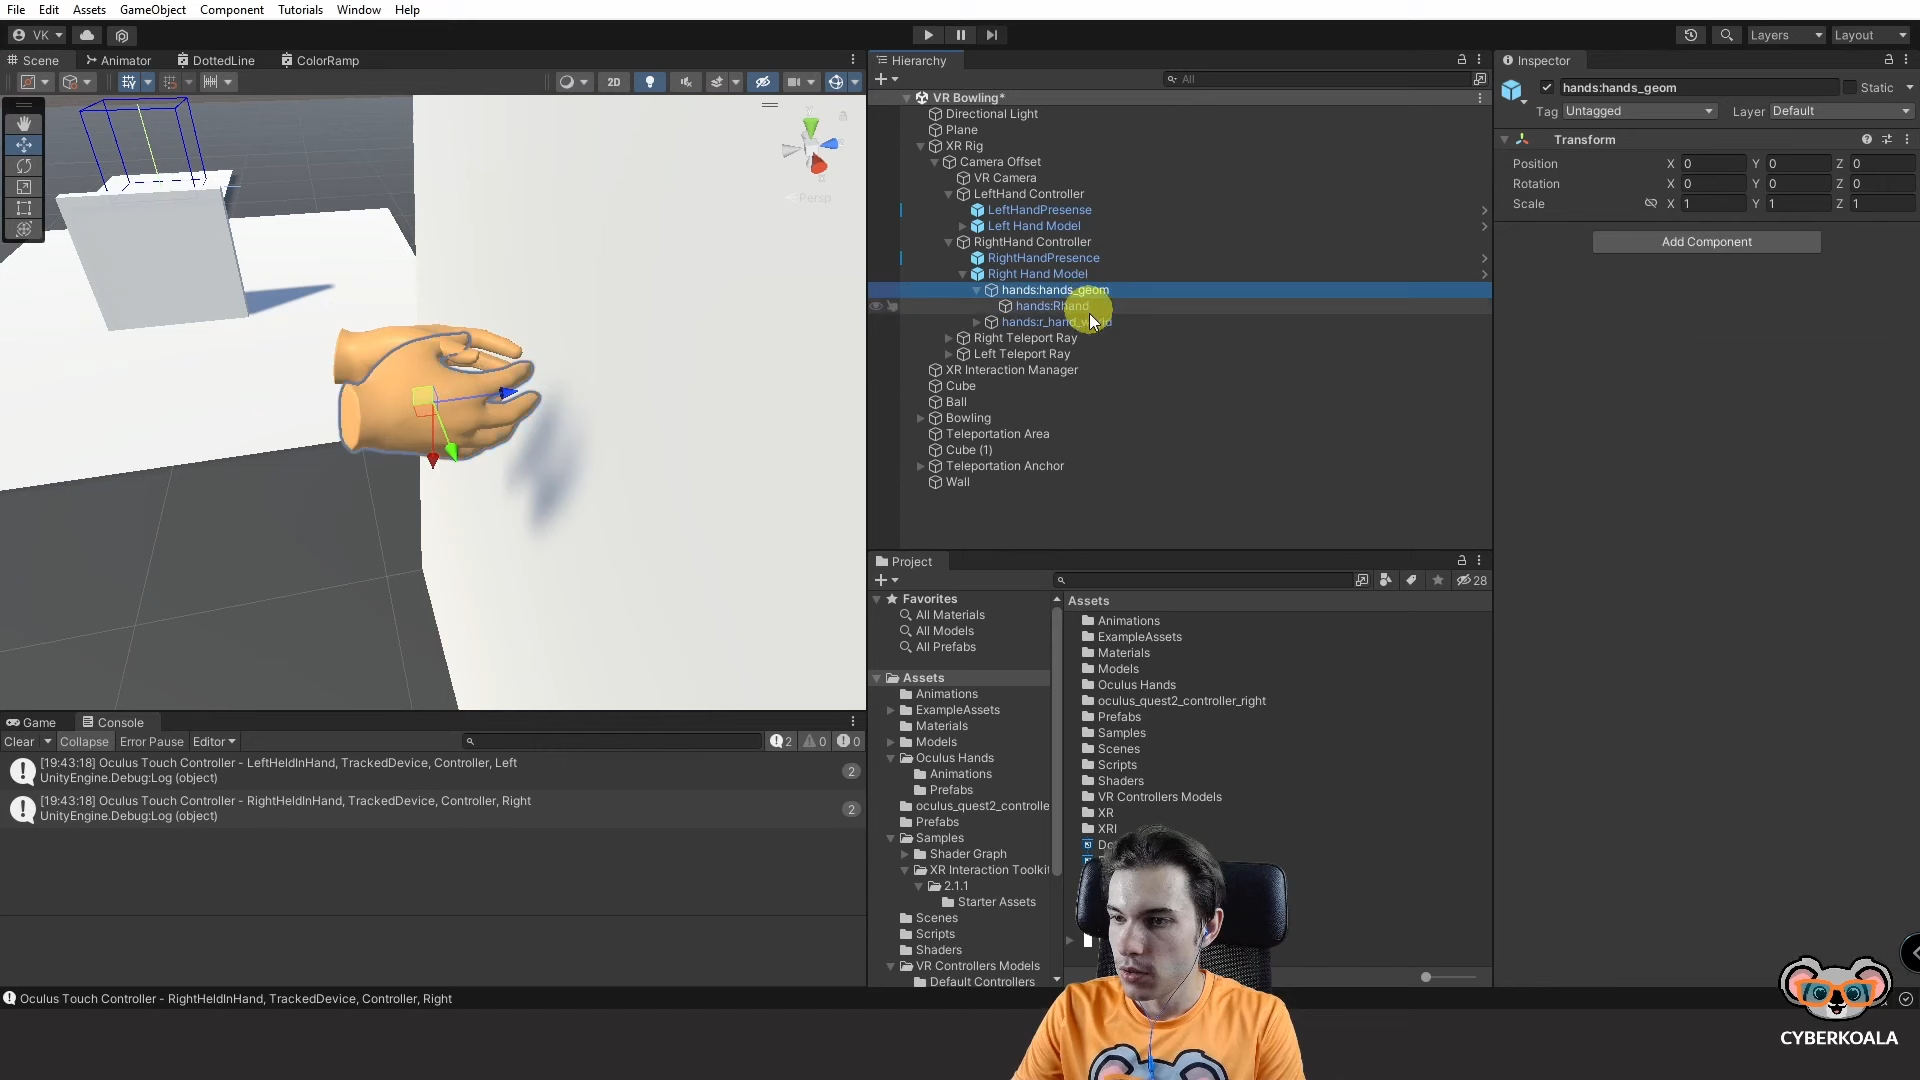 File Edit Assets GameObject Component Tutorials Window Help
VK Layers Layout
Scene Animator DottedLine ColorRamp
2D
Persp
Hierarchy
All
VR Bowling*
Directional Light
Plane
XR Rig
Camera Offset
VR Camera
LeftHand Controller
LeftHandPresense
Left Hand Model
RightHand Controller
RightHandPresence
Right Hand Model
hands:hands_geom
hands:Rhand
Right Teleport Ray
Left Teleport Ray
XR Interaction Manager
Cube
Ball
Bowling
Teleportation Area
Cube (1)
Teleportation Anchor
Wall
Inspector
hands:hands_geom Static
Tag Untagged Layer Default
Transform
Position X 0 Y 0 Z 0
Rotation X 0 Y 0 Z 0
Scale X 1 Y 1 Z 1
Add Component
Project
28
Favorites
All Materials
All Models
All Prefabs
Assets
Animations
ExampleAssets
Materials
Models
Oculus Hands
Animations
Prefabs
oculus_quest2_controlle
Prefabs
Samples
Shader Graph
XR Interaction Toolkit
2.1.1
Starter Assets
Scenes
Scripts
Shaders
VR Controllers Models
Default Controllers
Assets
Animations
ExampleAssets
Materials
Models
Oculus Hands
oculus_quest2_controller_right
Prefabs
Samples
Scenes
Scripts
Shaders
VR Controllers Models
XR
XRI
Game Console
Clear Collapse Error Pause Editor 2 0 0
[19:43:18] Oculus Touch Controller - LeftHeldInHand, TrackedDevice, Controller, Left
UnityEngine.Debug:Log (object)
2
[19:43:18] Oculus Touch Controller - RightHeldInHand, TrackedDevice, Controller, Right
UnityEngine.Debug:Log (object)
2
Oculus Touch Controller - RightHeldInHand, TrackedDevice, Controller, Right
CYBERKOALA